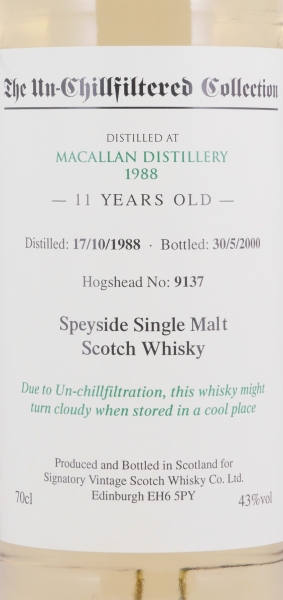 The Un-Chillfiltered Collection
DISTILLED AT
MACALLAN DISTILLERY
1988
— 11 YEARS OLD —
Distilled: 17/10/1988 · Bottled: 30/5/2000
Hogshead No: 9137
Speyside Single Malt
Scotch Whisky
Due to Un-chillfiltration, this whisky might
turn cloudy when stored in a cool place
Produced and Bottled in Scotland for
Signatory Vintage Scotch Whisky Co. Ltd.
70cl Edinburgh EH6 5PY 43%vol